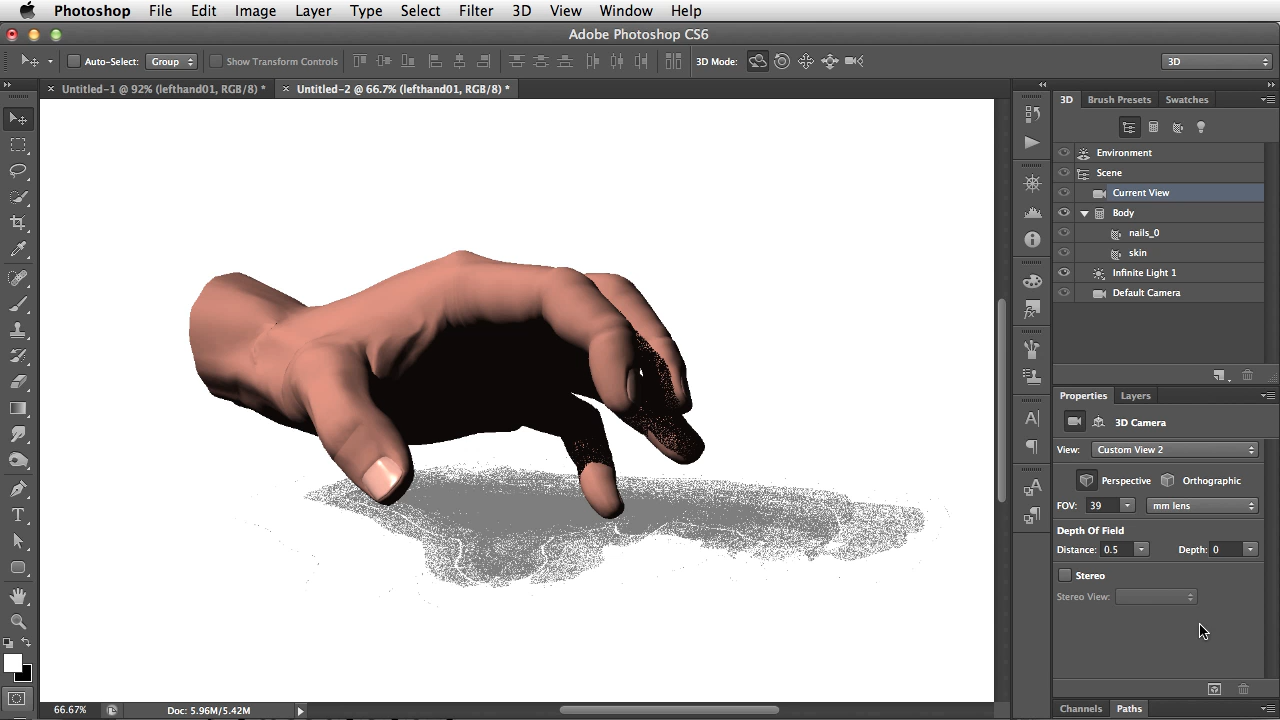 Photoshop File Edit Image Layer Type Select Filter 3D View Window Help
Adobe Photoshop CS6
Auto-Select: Group Show Transform Controls 3D Mode: 3D
Untitled-1 @ 92% (lefthand01, RGB/8) * Untitled-2 @ 66.7% (lefthand01, RGB/8) *
3D Brush Presets Swatches
Environment
Scene
Current View
Body
nails_0
skin
Infinite Light 1
Default Camera
Properties Layers
3D Camera
View: Custom View 2
Perspective Orthographic
FOV: 39 mm lens
Depth Of Field
Distance: 0.5 Depth: 0
Stereo
Stereo View:
66.67% Doc: 5.96M/5.42M
Channels Paths